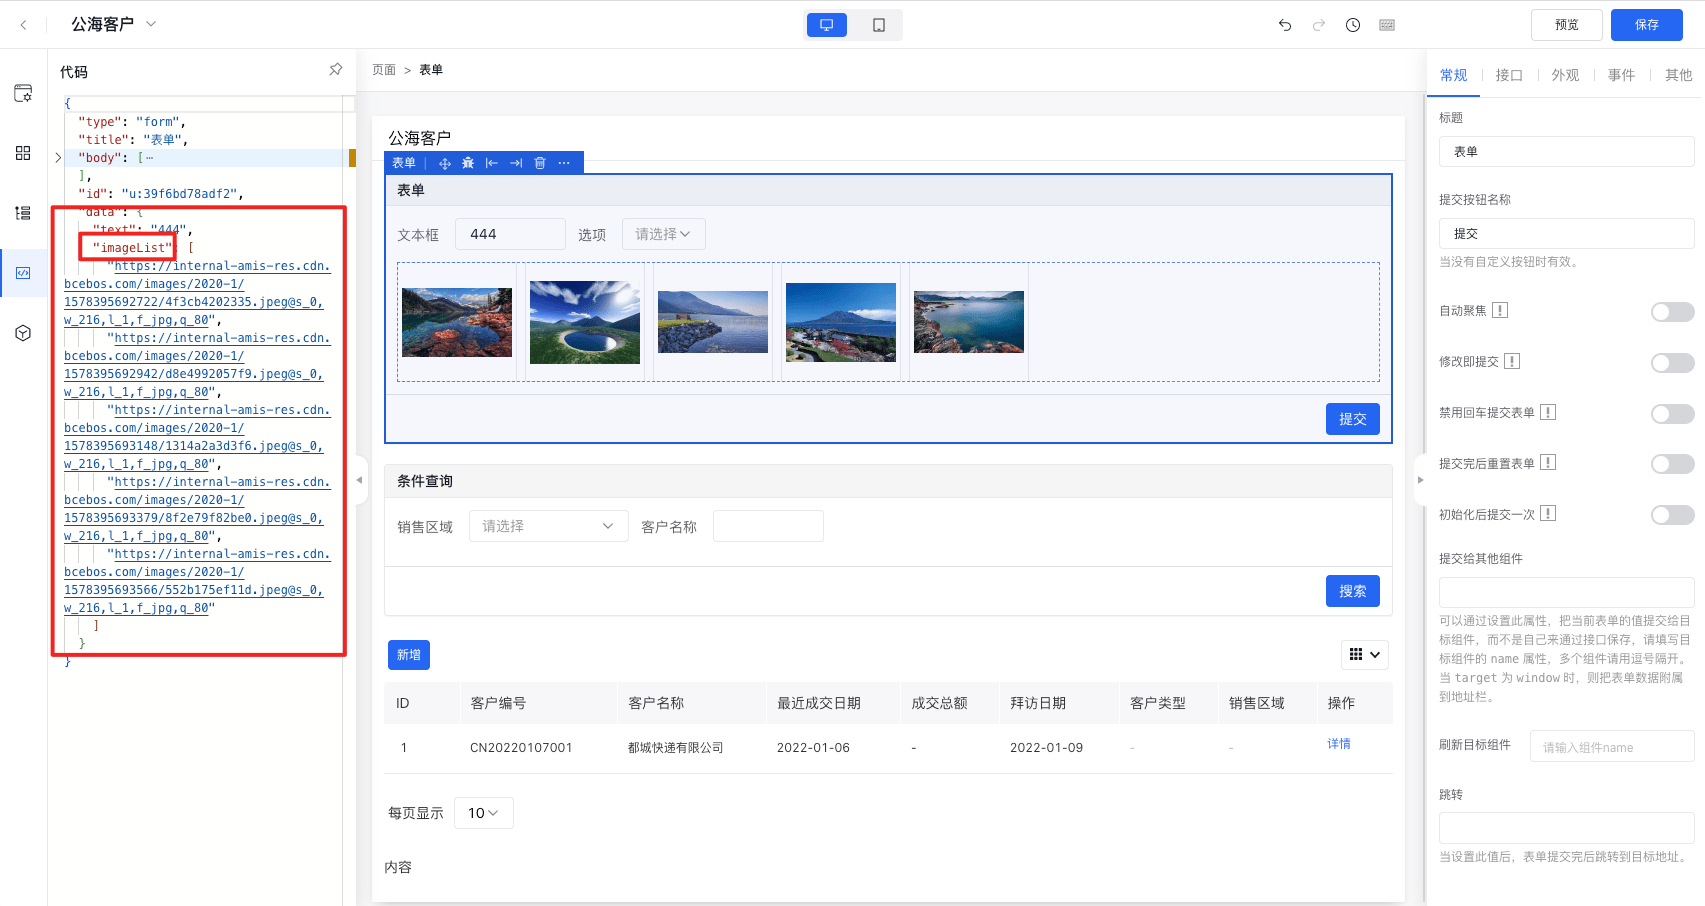 公海客户
预览
保存
代码
{
"type": "form",
"title": "表单",
"body": [⋯
],
"id": "u:39f6bd78adf2",
"data": {
"text": "444",
"imageList": [
"https://internal-amis-res.cdn.
bcebos.com/images/2020-1/
1578395692722/4f3cb4202335.jpeg@s_0,
w_216,l_1,f_jpg,q_80",
"https://internal-amis-res.cdn.
bcebos.com/images/2020-1/
1578395692942/d8e4992057f9.jpeg@s_0,
w_216,l_1,f_jpg,q_80",
"https://internal-amis-res.cdn.
bcebos.com/images/2020-1/
1578395693148/1314a2a3d3f6.jpeg@s_0,
w_216,l_1,f_jpg,q_80",
"https://internal-amis-res.cdn.
bcebos.com/images/2020-1/
1578395693379/8f2e79f82be0.jpeg@s_0,
w_216,l_1,f_jpg,q_80",
"https://internal-amis-res.cdn.
bcebos.com/images/2020-1/
1578395693566/552b175ef11d.jpeg@s_0,
w_216,l_1,f_jpg,q_80"
]
}
}
页面 > 表单
公海客户
表单
表单
文本框 444 选项 请选择
提交
条件查询
销售区域 请选择 客户名称
搜索
新增
ID 客户编号 客户名称 最近成交日期 成交总额 拜访日期 客户类型 销售区域 操作
1 CN20220107001 都城快递有限公司 2022-01-06 - 2022-01-09 - - 详情
每页显示 10
内容
常规 接口 外观 事件 其他
标题
表单
提交按钮名称
提交
当没有自定义按钮时有效。
自动聚焦
修改即提交
禁用回车提交表单
提交完后重置表单
初始化后提交一次
提交给其他组件
可以通过设置此属性，把当前表单的值提交给目
标组件，而不是自己来通过接口保存，请填写目
标组件的 name 属性，多个组件请用逗号隔开。
当 target 为 window 时，则把表单数据附属
到地址栏。
刷新目标组件 请输入组件name
跳转
当设置此值后，表单提交完后跳转到目标地址。